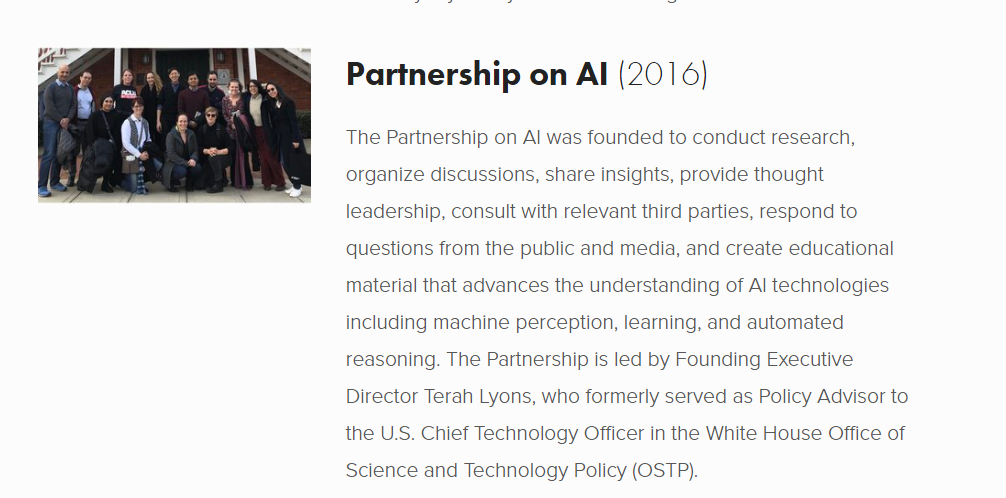 Partnership on AI (2016)
The Partnership on AI was founded to conduct research,
organize discussions, share insights, provide thought
leadership, consult with relevant third parties, respond to
questions from the public and media, and create educational
material that advances the understanding of AI technologies
including machine perception, learning, and automated
reasoning. The Partnership is led by Founding Executive
Director Terah Lyons, who formerly served as Policy Advisor to
the U.S. Chief Technology Officer in the White House Office of
Science and Technology Policy (OSTP).